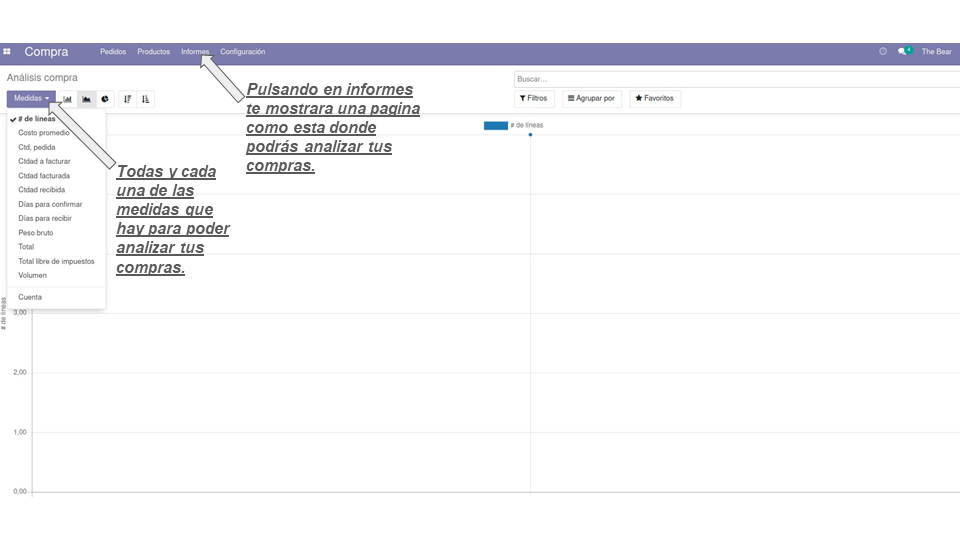 Compra Pedidos Productos Informes Configuración 4 The Bear
Análisis compra
Buscar...
Medidas
Filtros Agrupar por Favoritos
# de líneas
Costo promedio
Ctd, pedida
Ctdad a facturar
Ctdad facturada
Ctdad recibida
Días para confirmar
Días para recibir
Peso bruto
Total
Total libre de impuestos
Volumen
Cuenta
Pulsando en informes
te mostrara una pagina
como esta donde
podrás analizar tus
compras.
Todas y cada
una de las
medidas que
hay para poder
analizar tus
compras.
# de líneas
# de líneas
3,00
2,00
1,00
0,00